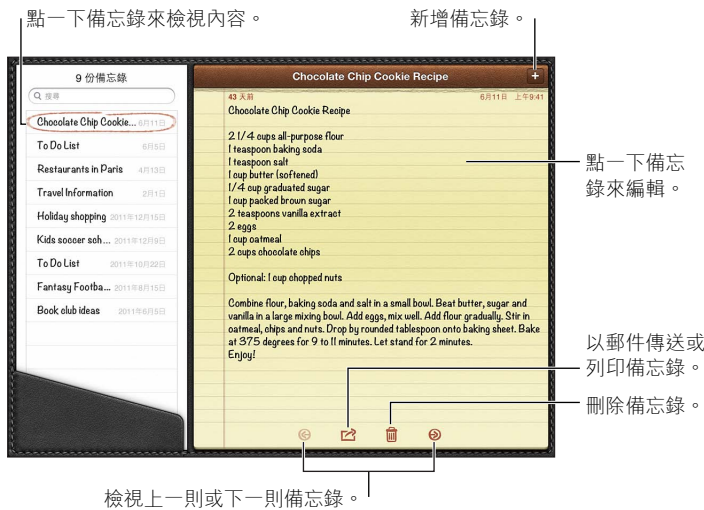 點一下備忘錄來檢視內容。
新增備忘錄。
9 份備忘錄
搜尋
Chocolate Chip Cookie... 6月11日
To Do List 6月5日
Restaurants in Paris 4月13日
Travel Information 2月1日
Holiday shopping 2011年12月15日
Kids soccer sch... 2011年12月9日
To Do List 2011年10月22日
Fantasy Footba... 2011年8月15日
Book club ideas 2011年6月5日
Chocolate Chip Cookie Recipe
+
43 天前 6月11日 上午9:41
Chocolate Chip Cookie Recipe
2 1/4 cups all-purpose flour
1 teaspoon baking soda
1 teaspoon salt
1 cup butter (softened)
1/4 cup graduated sugar
1 cup packed brown sugar
2 teaspoons vanilla extract
2 eggs
1 cup oatmeal
2 cups chocolate chips
Optional: 1 cup chopped nuts
Combine flour, baking soda and salt in a small bowl. Beat butter, sugar and
vanilla in a large mixing bowl. Add eggs, mix well. Add flour gradually. Stir in
oatmeal, chips and nuts. Drop by rounded tablespoon onto baking sheet. Bake
at 375 degrees for 9 to 11 minutes. Let stand for 2 minutes.
Enjoy!
點一下備忘
錄來編輯。
以郵件傳送或
列印備忘錄。
刪除備忘錄。
檢視上一則或下一則備忘錄。